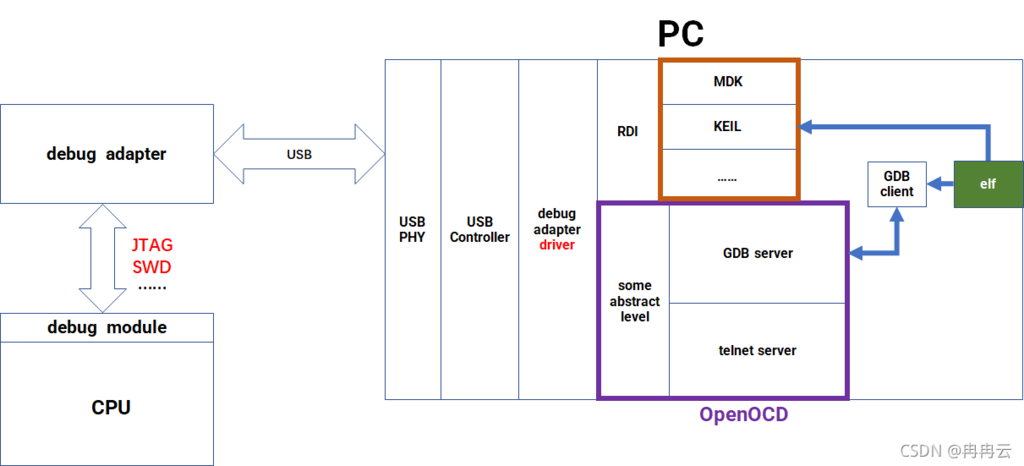 PC
debug adapter
USB
JTAG
SWD
......
debug module
CPU
USB
PHY
USB
Controller
debug
adapter
driver
RDI
MDK
KEIL
......
some
abstract
level
GDB server
telnet server
GDB
client
elf
OpenOCD
CSDN @冉冉云